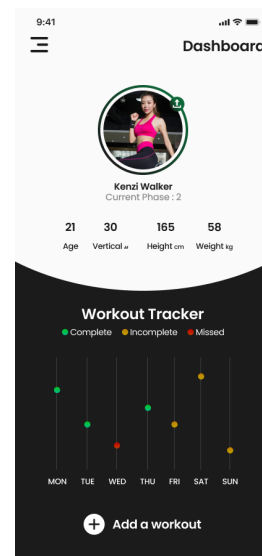 9:41
Dashboard
Kenzi Walker
Current Phase : 2
21 30 165 58
Age Vertical Height cm Weight kg
Workout Tracker
Complete Incomplete Missed
MON TUE WED THU FRI SAT SUN
Add a workout